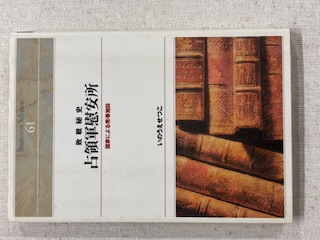 61
敗戦秘史
占領軍慰安所
国家による売春施設
いのうえせつこ